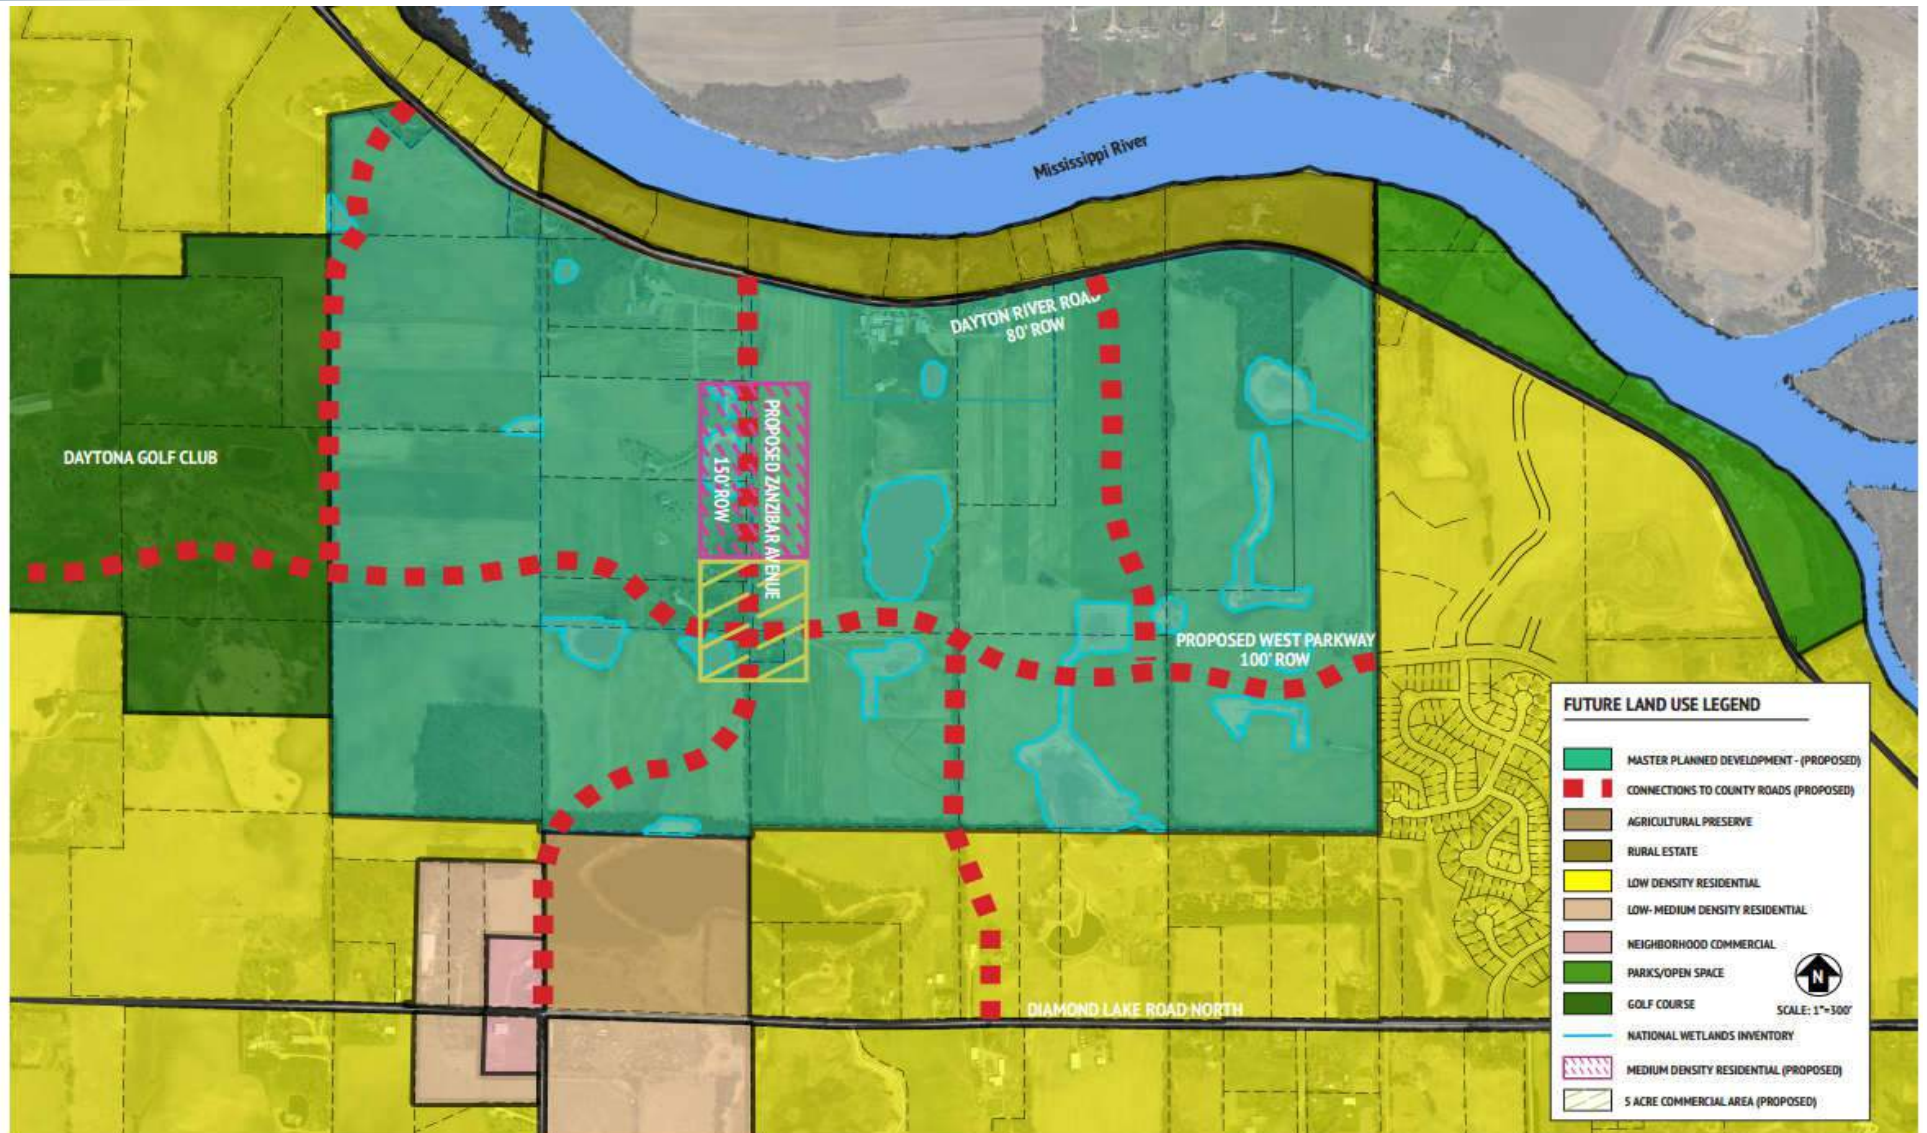 Mississippi River
DAYTON RIVER ROAD
80' ROW
DAYTONA GOLF CLUB
PROPOSED ZANZIBAR AVENUE
150' ROW
PROPOSED WEST PARKWAY
100' ROW
DIAMOND LAKE ROAD NORTH
FUTURE LAND USE LEGEND
MASTER PLANNED DEVELOPMENT - (PROPOSED)
CONNECTIONS TO COUNTY ROADS (PROPOSED)
AGRICULTURAL PRESERVE
RURAL ESTATE
LOW DENSITY RESIDENTIAL
LOW- MEDIUM DENSITY RESIDENTIAL
NEIGHBORHOOD COMMERCIAL
PARKS/OPEN SPACE
GOLF COURSE
N
SCALE: 1"=300'
NATIONAL WETLANDS INVENTORY
MEDIUM DENSITY RESIDENTIAL (PROPOSED)
5 ACRE COMMERCIAL AREA (PROPOSED)